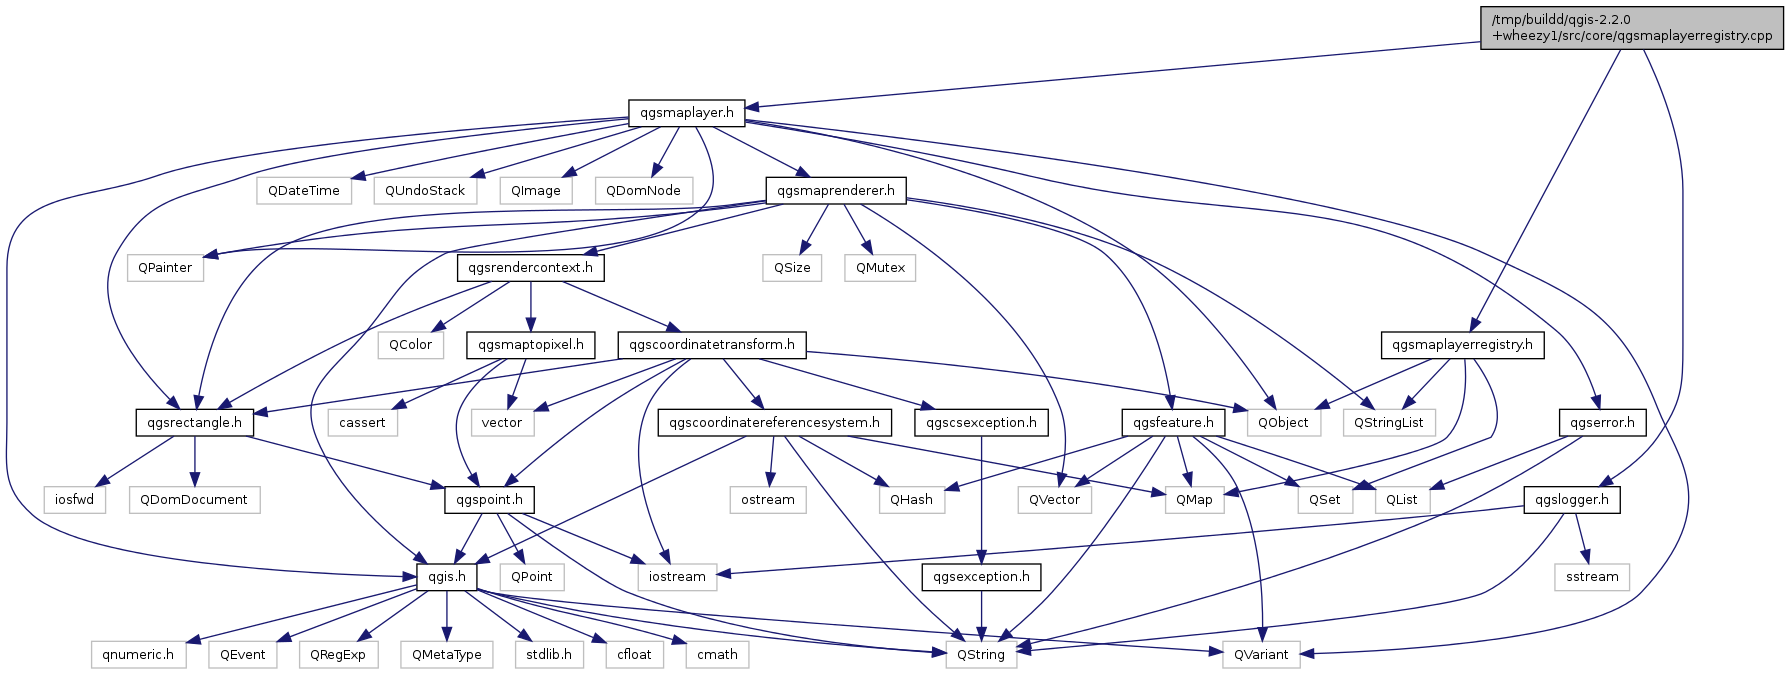 /tmp/buildd/qgis-2.2.0
+wheezy1/src/core/qgsmaplayerregistry.cpp
qgsmaplayer.h
QDateTime
QUndoStack
QImage
QDomNode
qgsmaprenderer.h
QPainter
qgsrendercontext.h
QSize
QMutex
QColor
qgsmaptopixel.h
qgscoordinatetransform.h
qgsmaplayerregistry.h
qgsrectangle.h
cassert
vector
qgscoordinatereferencesystem.h
qgscsexception.h
qgsfeature.h
QObject
QStringList
qgserror.h
iosfwd
QDomDocument
qgspoint.h
ostream
QHash
QVector
QMap
QSet
QList
qgslogger.h
qgis.h
QPoint
iostream
qgsexception.h
sstream
qnumeric.h
QEvent
QRegExp
QMetaType
stdlib.h
cfloat
cmath
QString
QVariant